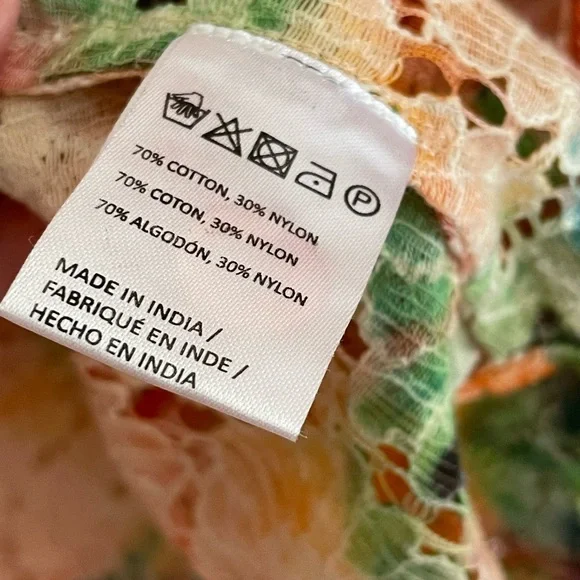 P
70% COTTON, 30% NYLON
70% COTON, 30% NYLON
70% ALGODÓN, 30% NYLON
MADE IN INDIA /
FABRIQUÉ EN INDE /
HECHO EN INDIA